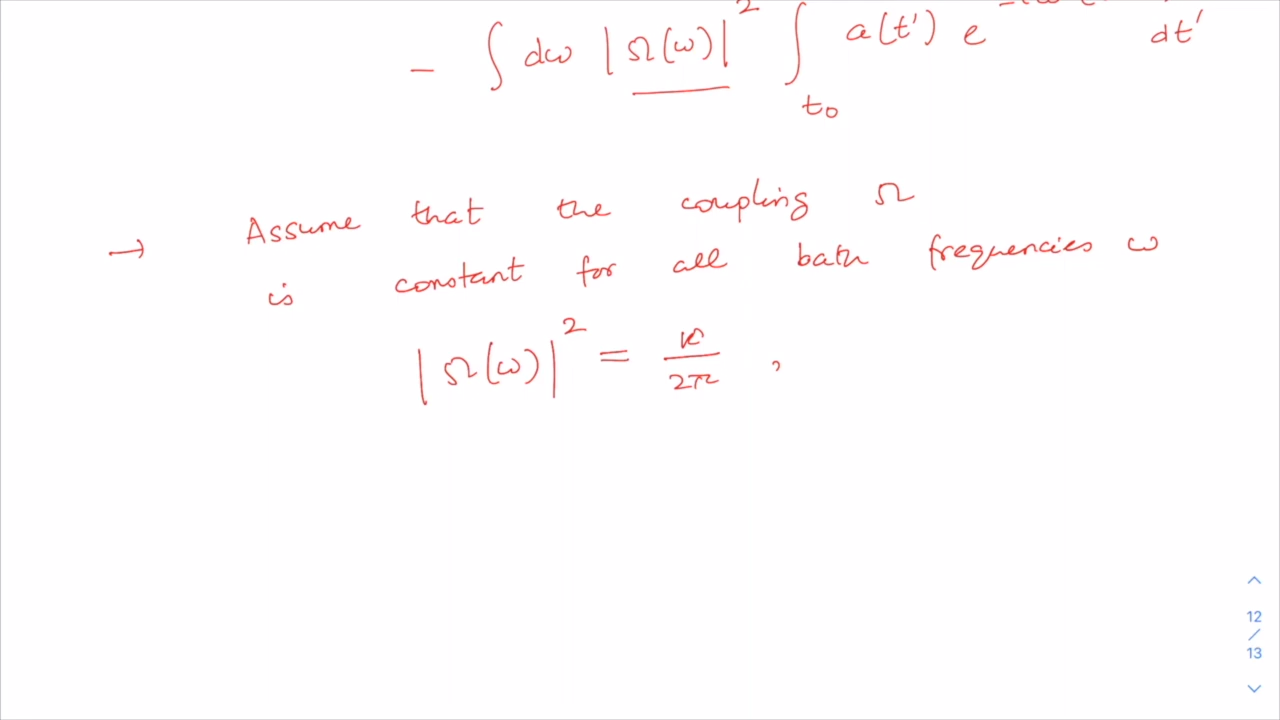 - ∫ dω |Ω(ω)|² ∫_{t₀} a(t') e dt'
→ Assume that the coupling Ω
is constant for all bath frequencies ω
|Ω(ω)|² = κ/2π ,
12
/
13